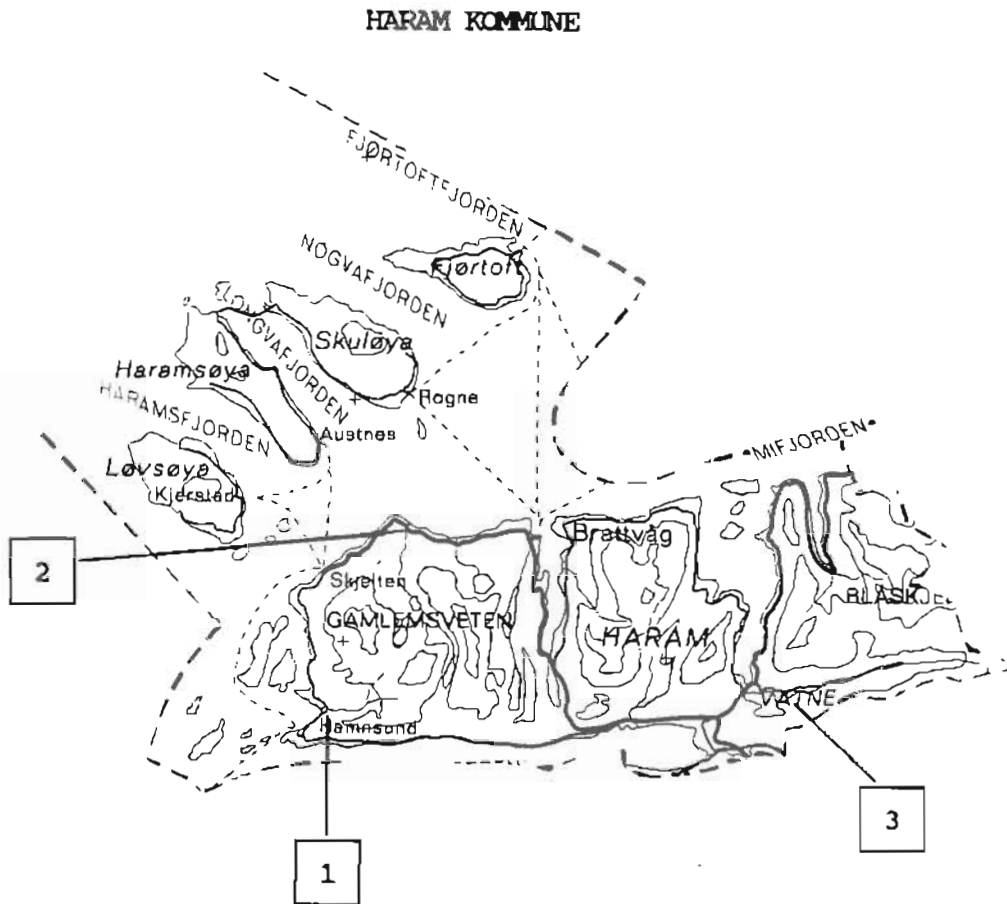 HARAM KOMMUNE
FJØRTOFTFJORDEN
NOGVAFJORDEN
Fjørtoft
Skuløya
Haramsøya
Rogne
HARAMSFJORDEN
Austnes
MIFJORDEN
Løvsøya
Kjerstad
Brattvåg
2
Skjelten
GAMLEMSVETEN
HARAM
VATNE
Hamnsund
3
1